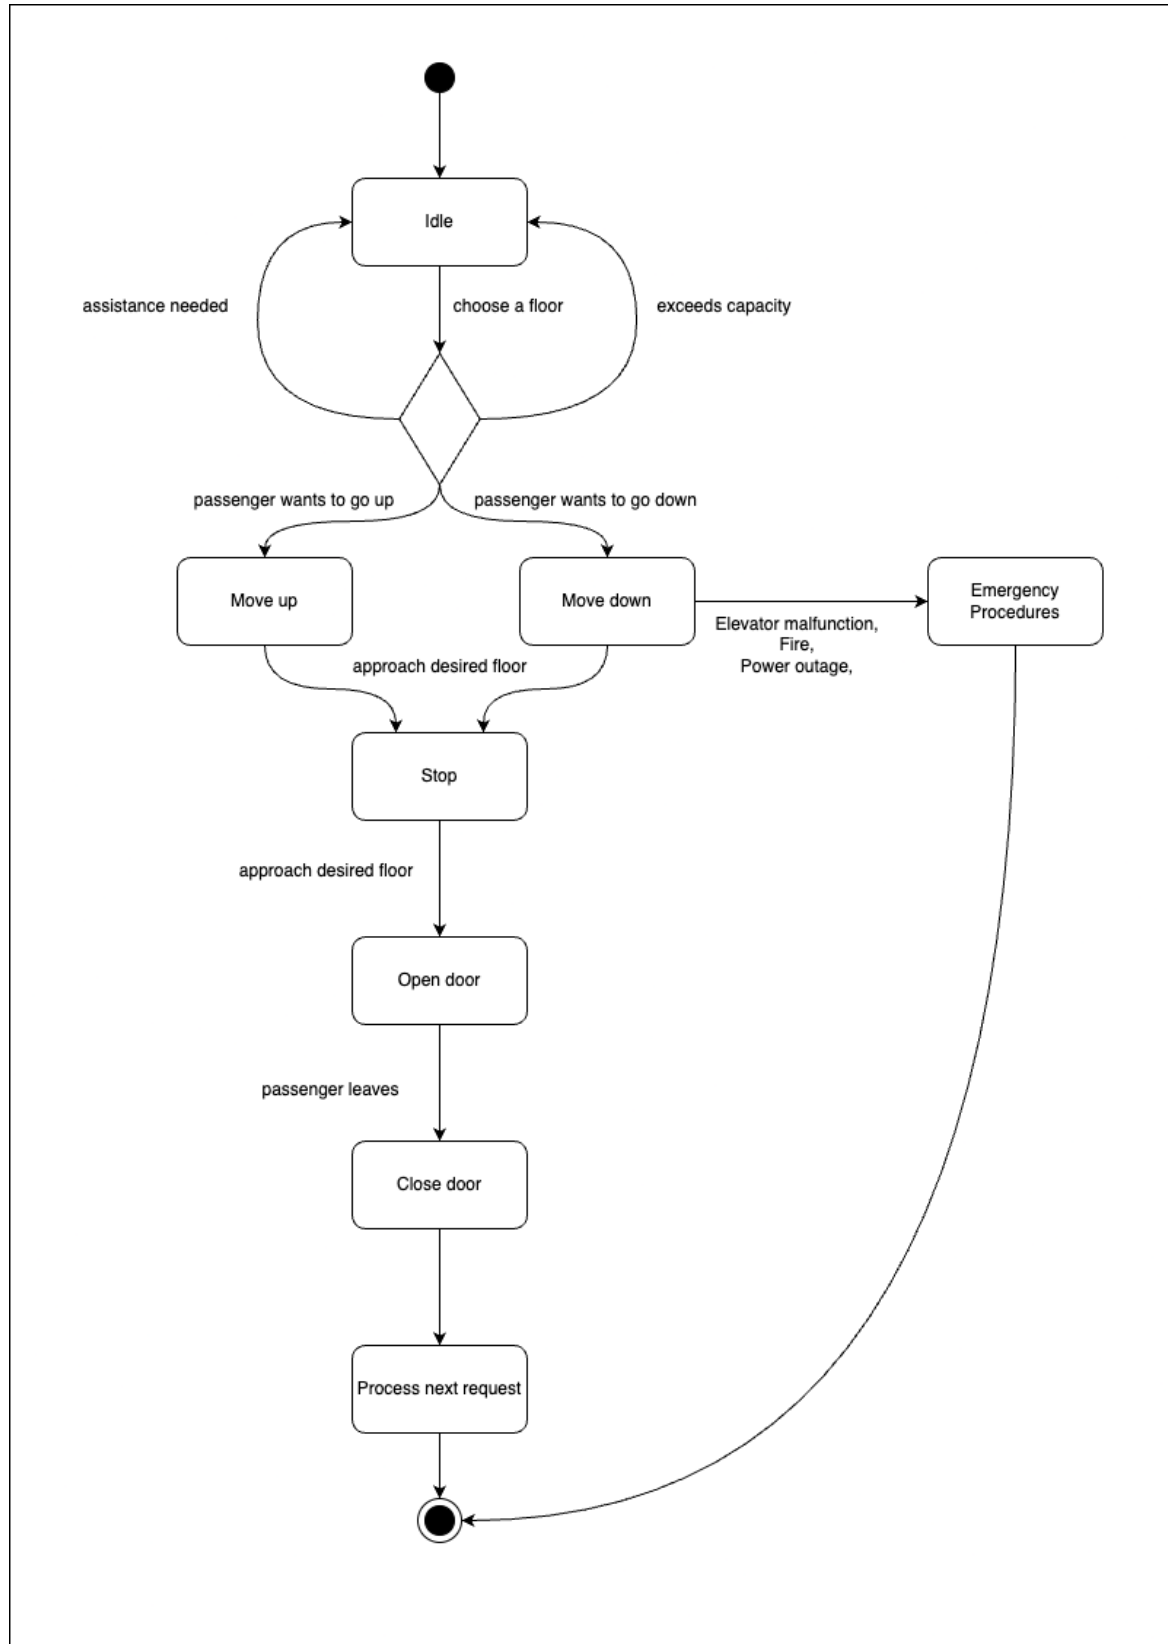 Idle
assistance needed
choose a floor
exceeds capacity
passenger wants to go up
passenger wants to go down
Move up
Move down
Emergency
Procedures
Elevator malfunction,
Fire,
Power outage,
approach desired floor
Stop
approach desired floor
Open door
passenger leaves
Close door
Process next request